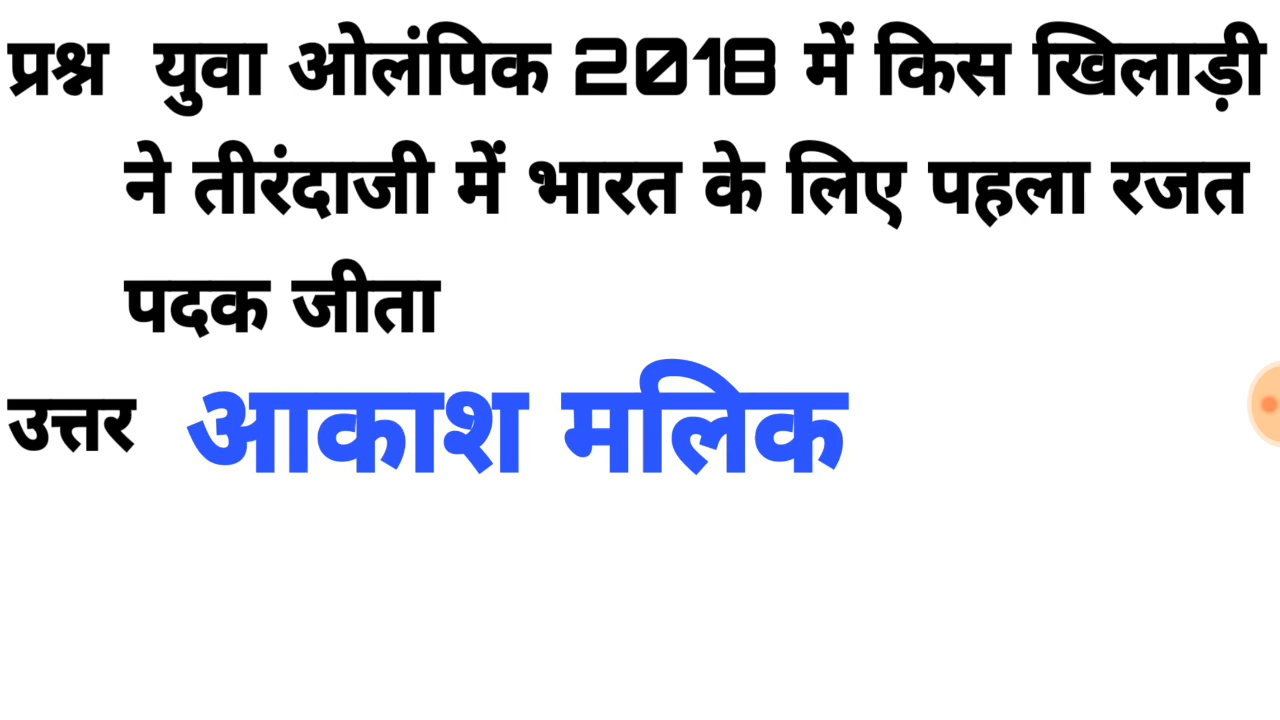 प्रश्न युवा ओलंपिक 2018 में किस खिलाड़ी
ने तीरंदाजी में भारत के लिए पहला रजत
पदक जीता
उत्तर आकाश मलिक